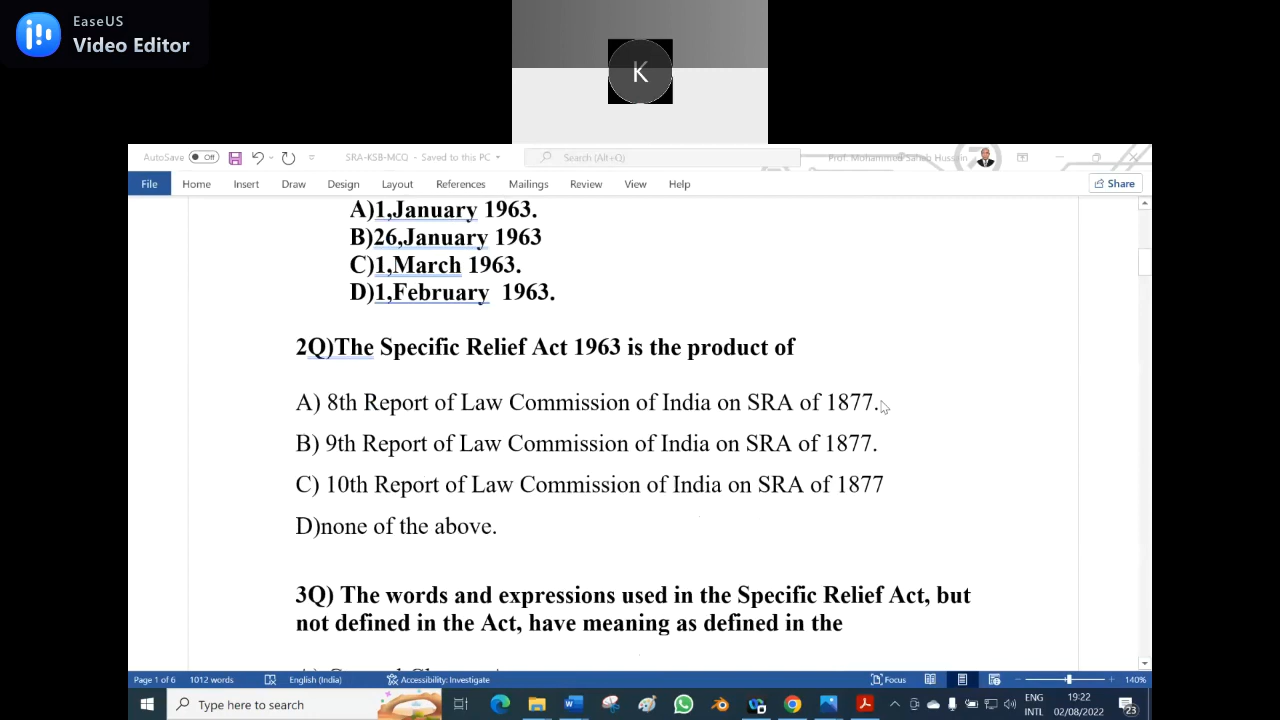 EaseUS
Video Editor
K
AutoSave Off SRA-KSB-MCQ - Saved to this PC Search (Alt+Q) Prof. Mohammed Saheb Hussain
File Home Insert Draw Design Layout References Mailings Review View Help Share
A)1,January 1963.
B)26,January 1963
C)1,March 1963.
D)1,February 1963.
2Q)The Specific Relief Act 1963 is the product of
A) 8th Report of Law Commission of India on SRA of 1877.
B) 9th Report of Law Commission of India on SRA of 1877.
C) 10th Report of Law Commission of India on SRA of 1877
D)none of the above.
3Q) The words and expressions used in the Specific Relief Act, but
not defined in the Act, have meaning as defined in the
Page 1 of 6 1012 words English (India) Accessibility: Investigate Focus 140%
Type here to search ENG 19:22
INTL 02/08/2022 23